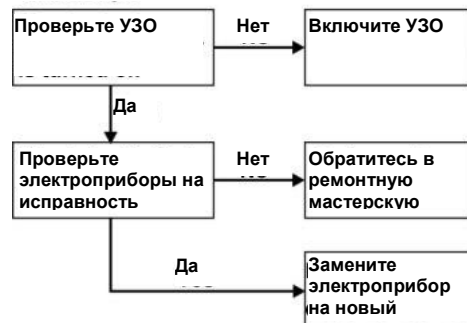 Проверьте УЗО
Нет
Включите УЗО
Да
Проверьте
электроприборы на
исправность
Нет
Обратитесь в
ремонтную
мастерскую
Да
Замените
электроприбор
на новый